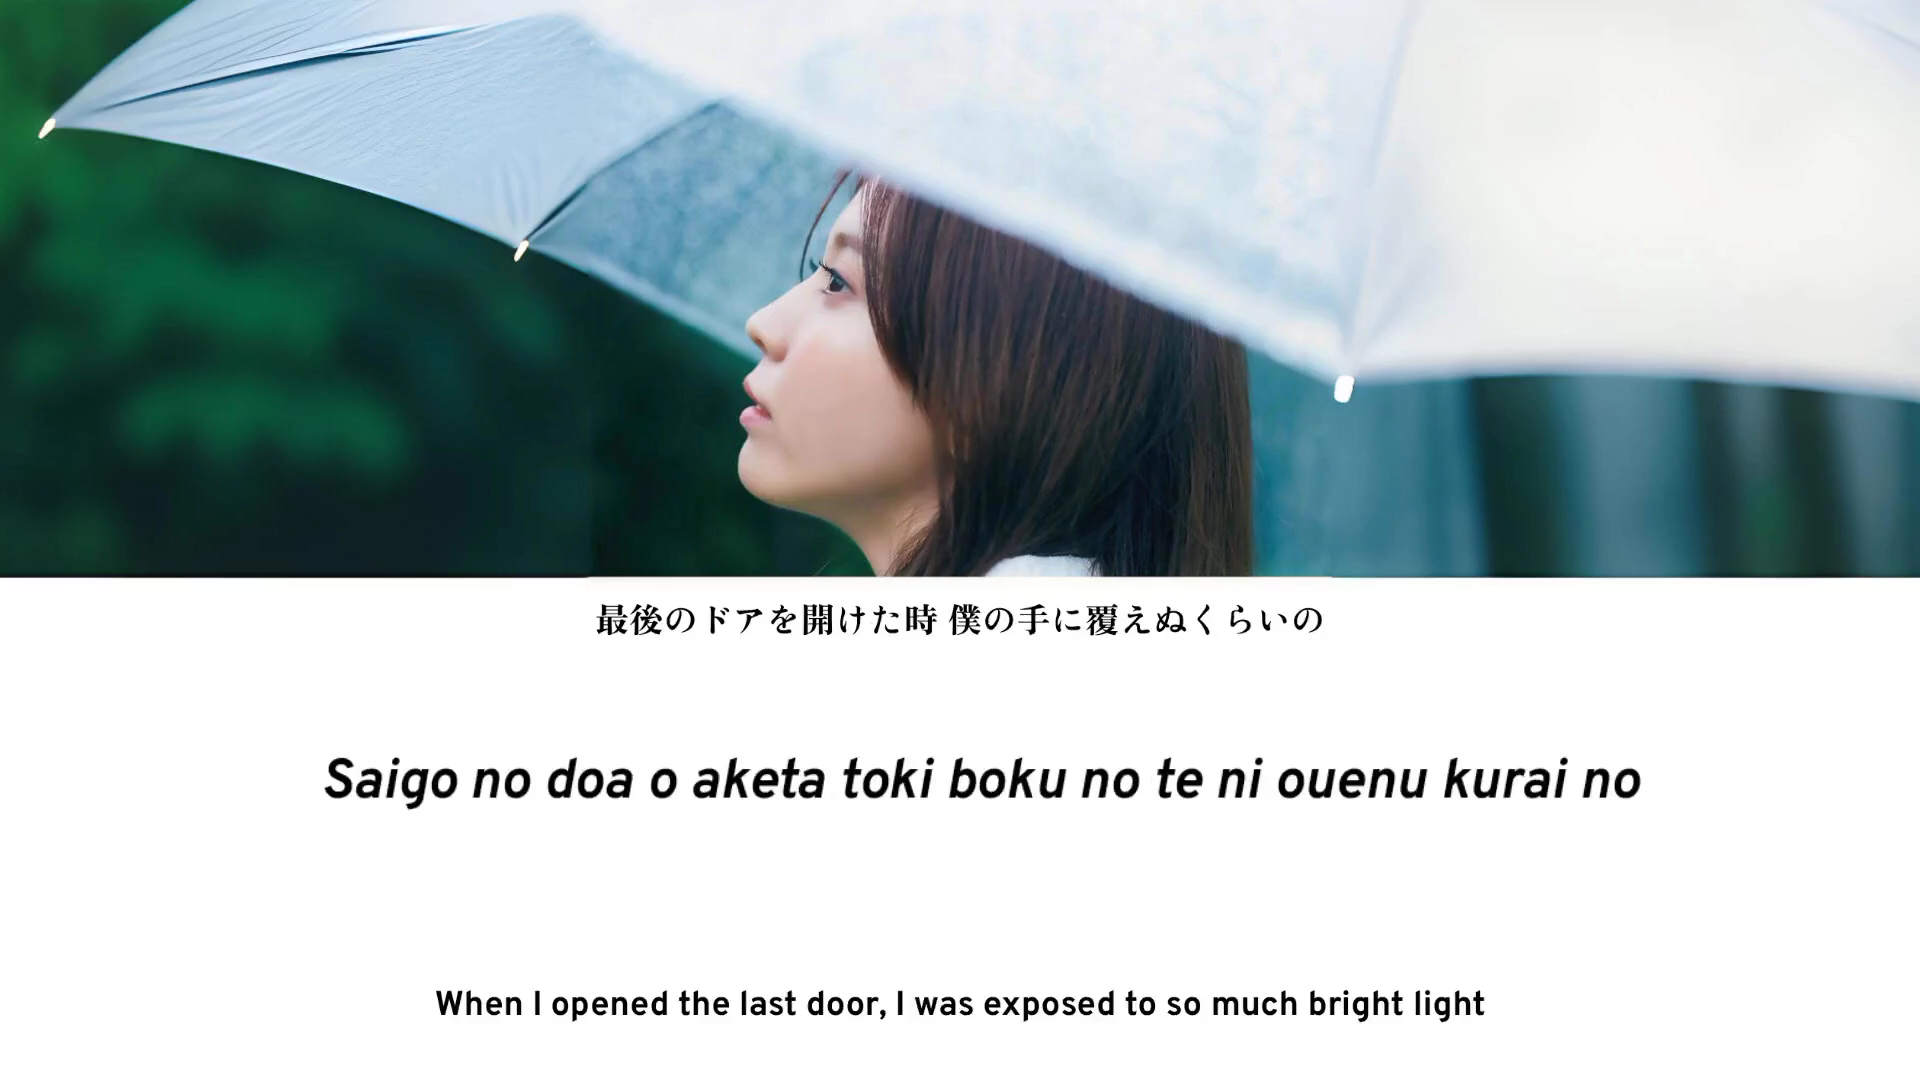 最後のドアを開けた時 僕の手に覆えぬくらいの
Saigo no doa o aketa toki boku no te ni ouenu kurai no
When I opened the last door, I was exposed to so much bright light